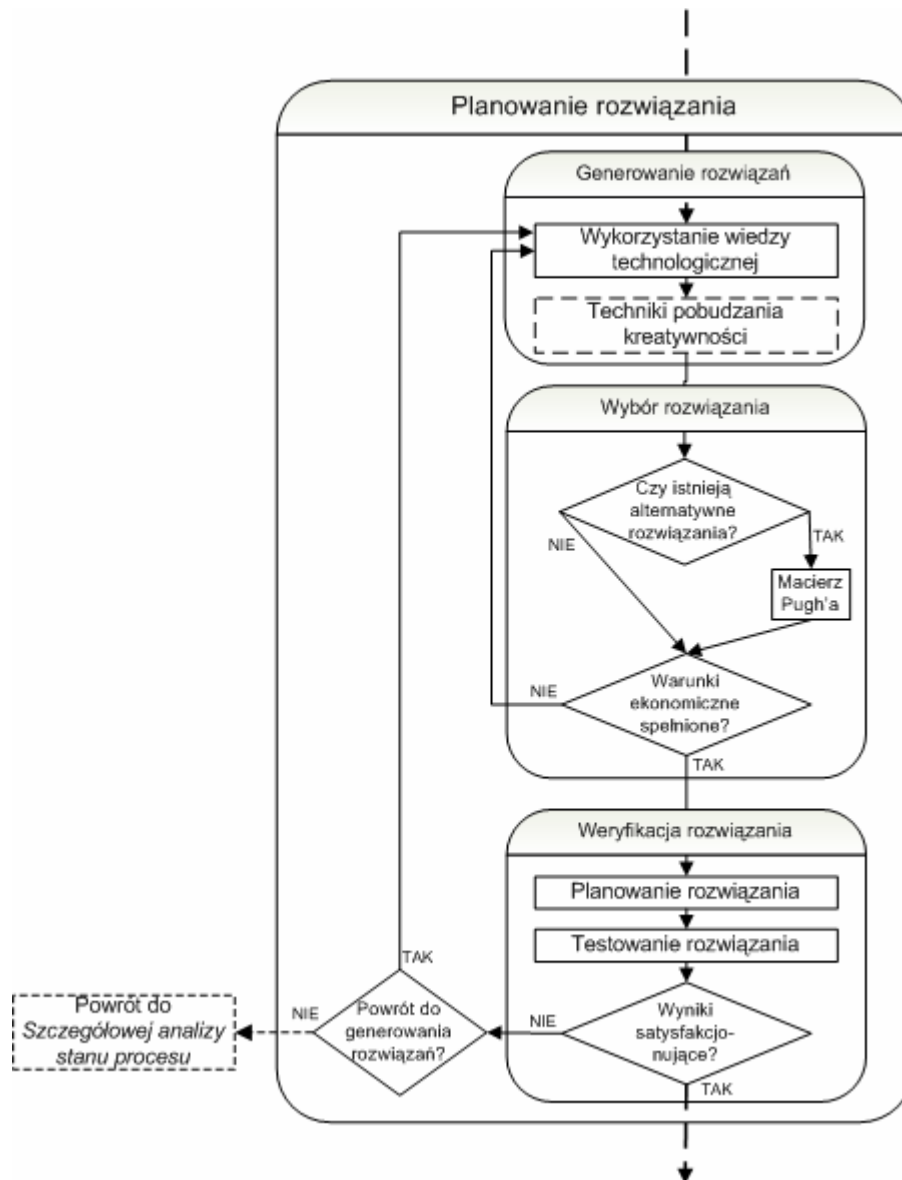 Planowanie rozwiązania
Generowanie rozwiązań
Wykorzystanie wiedzy
technologicznej
Techniki pobudzania
kreatywności
Wybór rozwiązania
Czy istnieją
alternatywne
rozwiązania?
NIE
TAK
Macierz
Pugh'a
Warunki
ekonomiczne
spełnione?
NIE
TAK
Weryfikacja rozwiązania
Planowanie rozwiązania
Testowanie rozwiązania
Wyniki
satysfakcjo-
nujące?
NIE
TAK
Powrót do
generowania
rozwiązań?
TAK
NIE
Powrót do
Szczegółowej analizy
stanu procesu